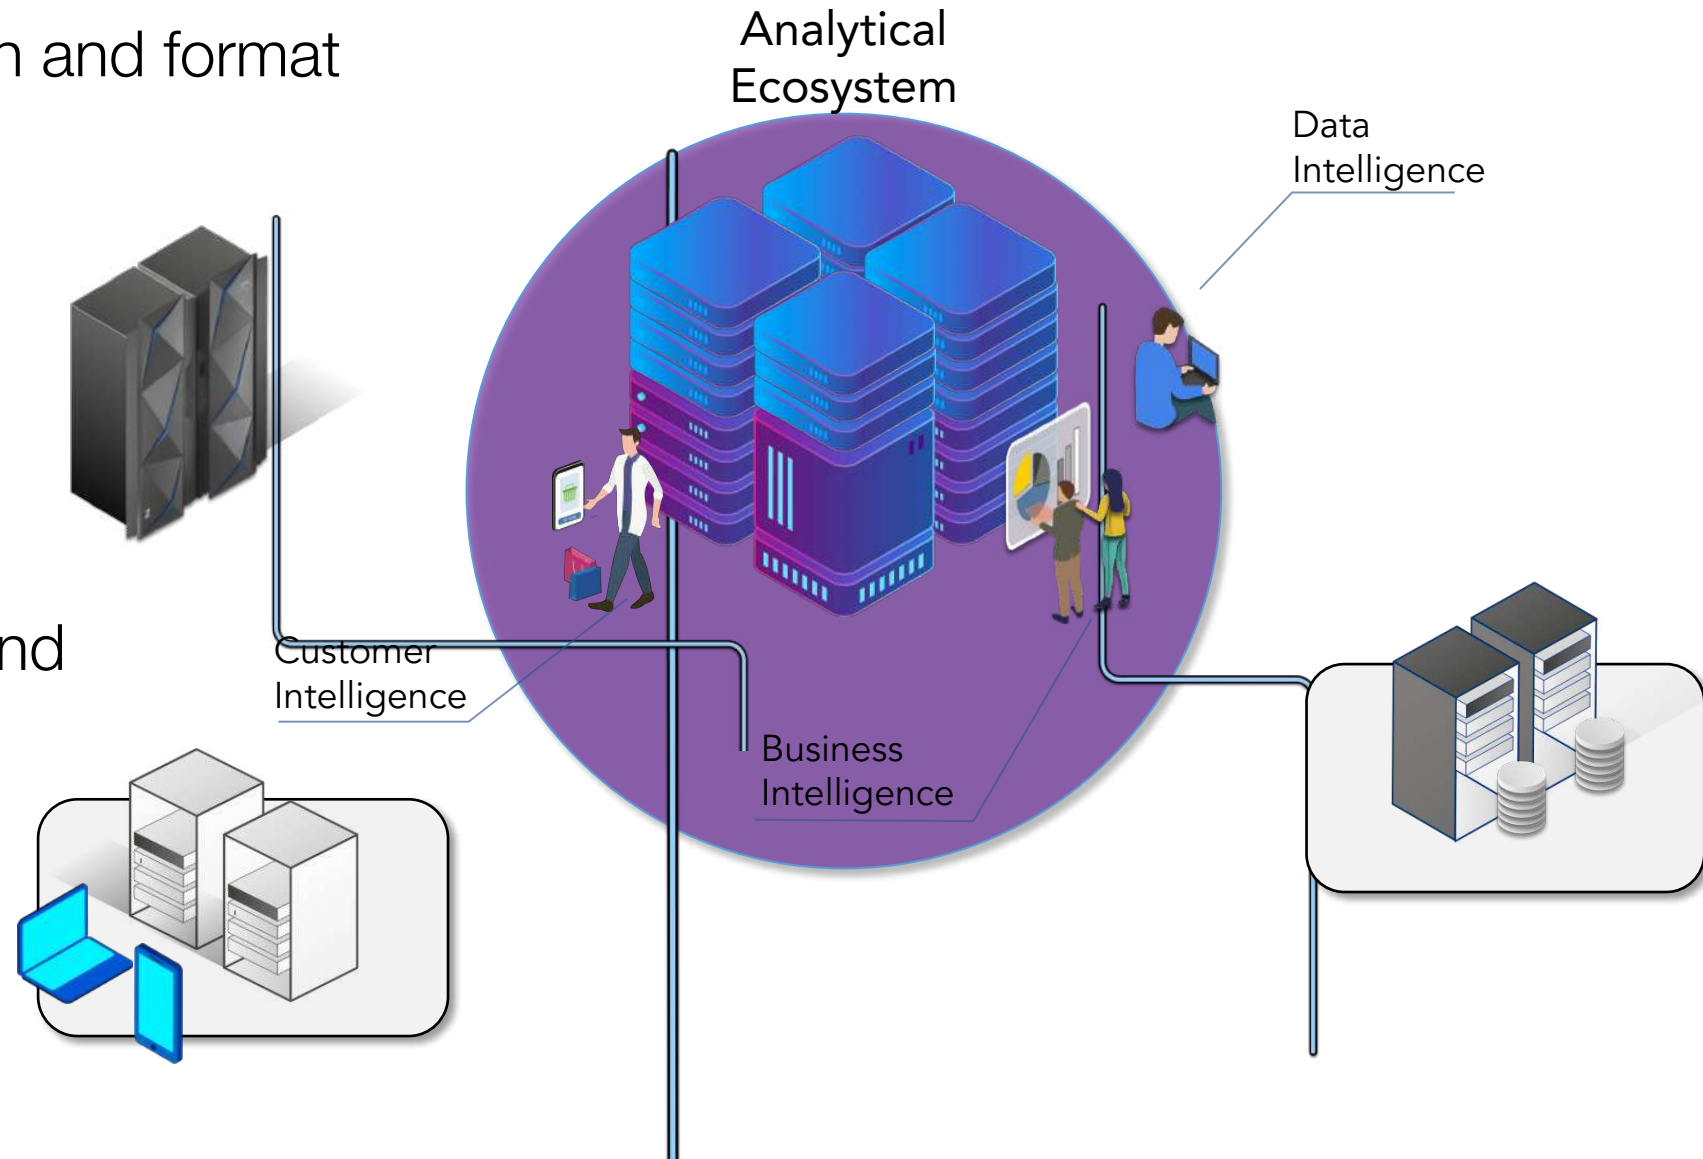 n and format
Analytical
Ecosystem
Data
Intelligence
nd
Customer
Intelligence
Business
Intelligence